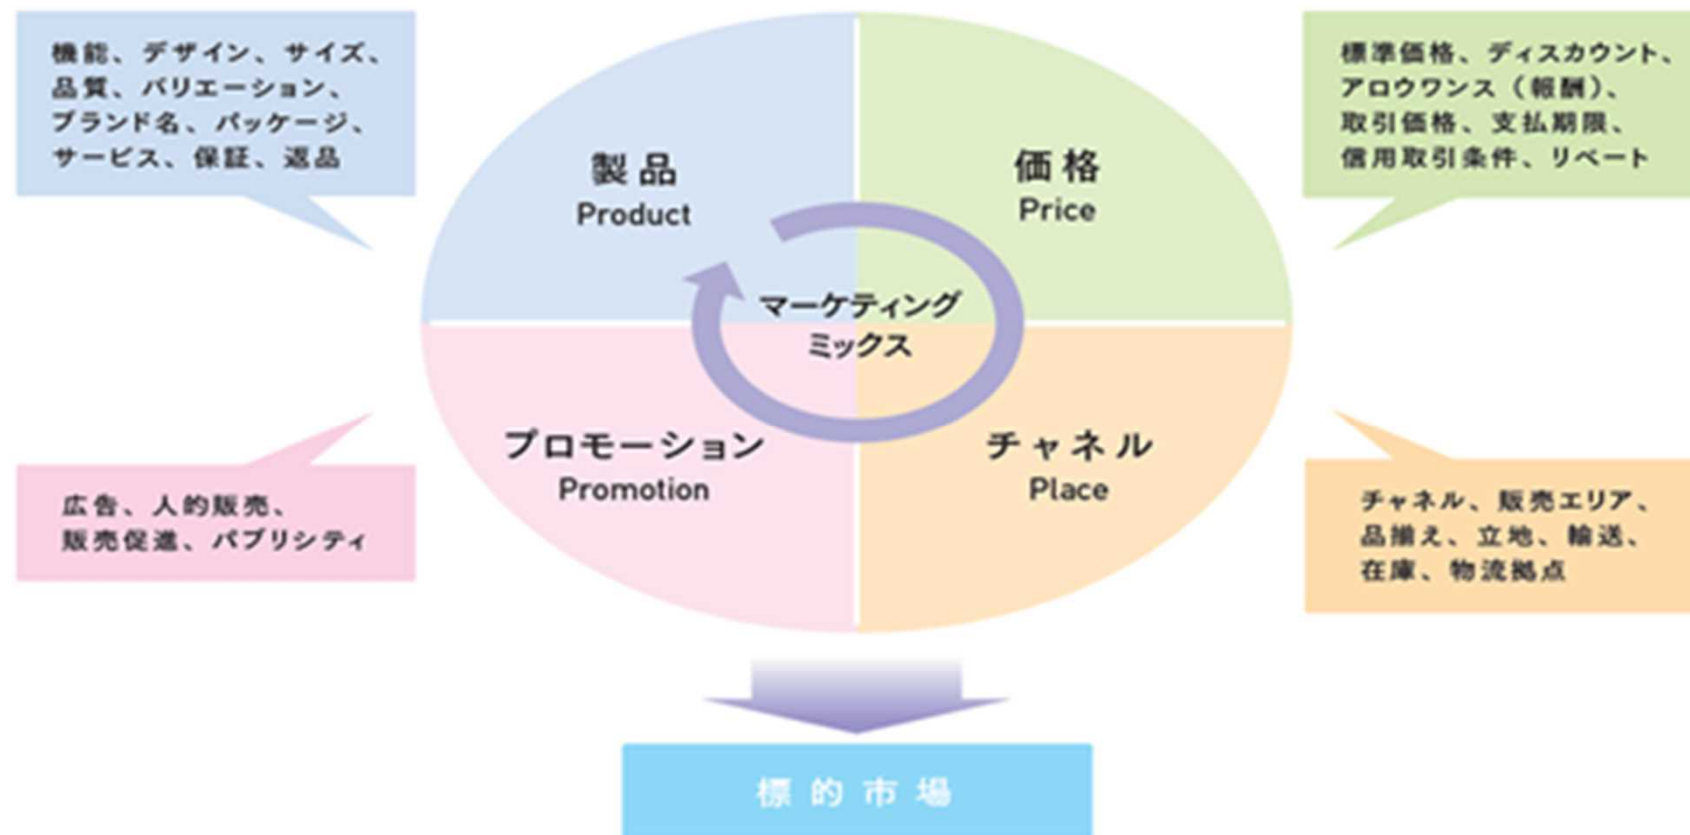 機能、デザイン、サイズ、
品質、バリエーション、
ブランド名、パッケージ、
サービス、保証、返品
標準価格、ディスカウント、
アロウワンス（報酬）、
取引価格、支払期限、
信用取引条件、リベート
製品
Product
価格
Price
マーケティング
ミックス
プロモーション
Promotion
チャネル
Place
広告、人的販売、
販売促進、パブリシティ
チャネル、販売エリア、
品揃え、立地、輸送、
在庫、物流拠点
標的市場